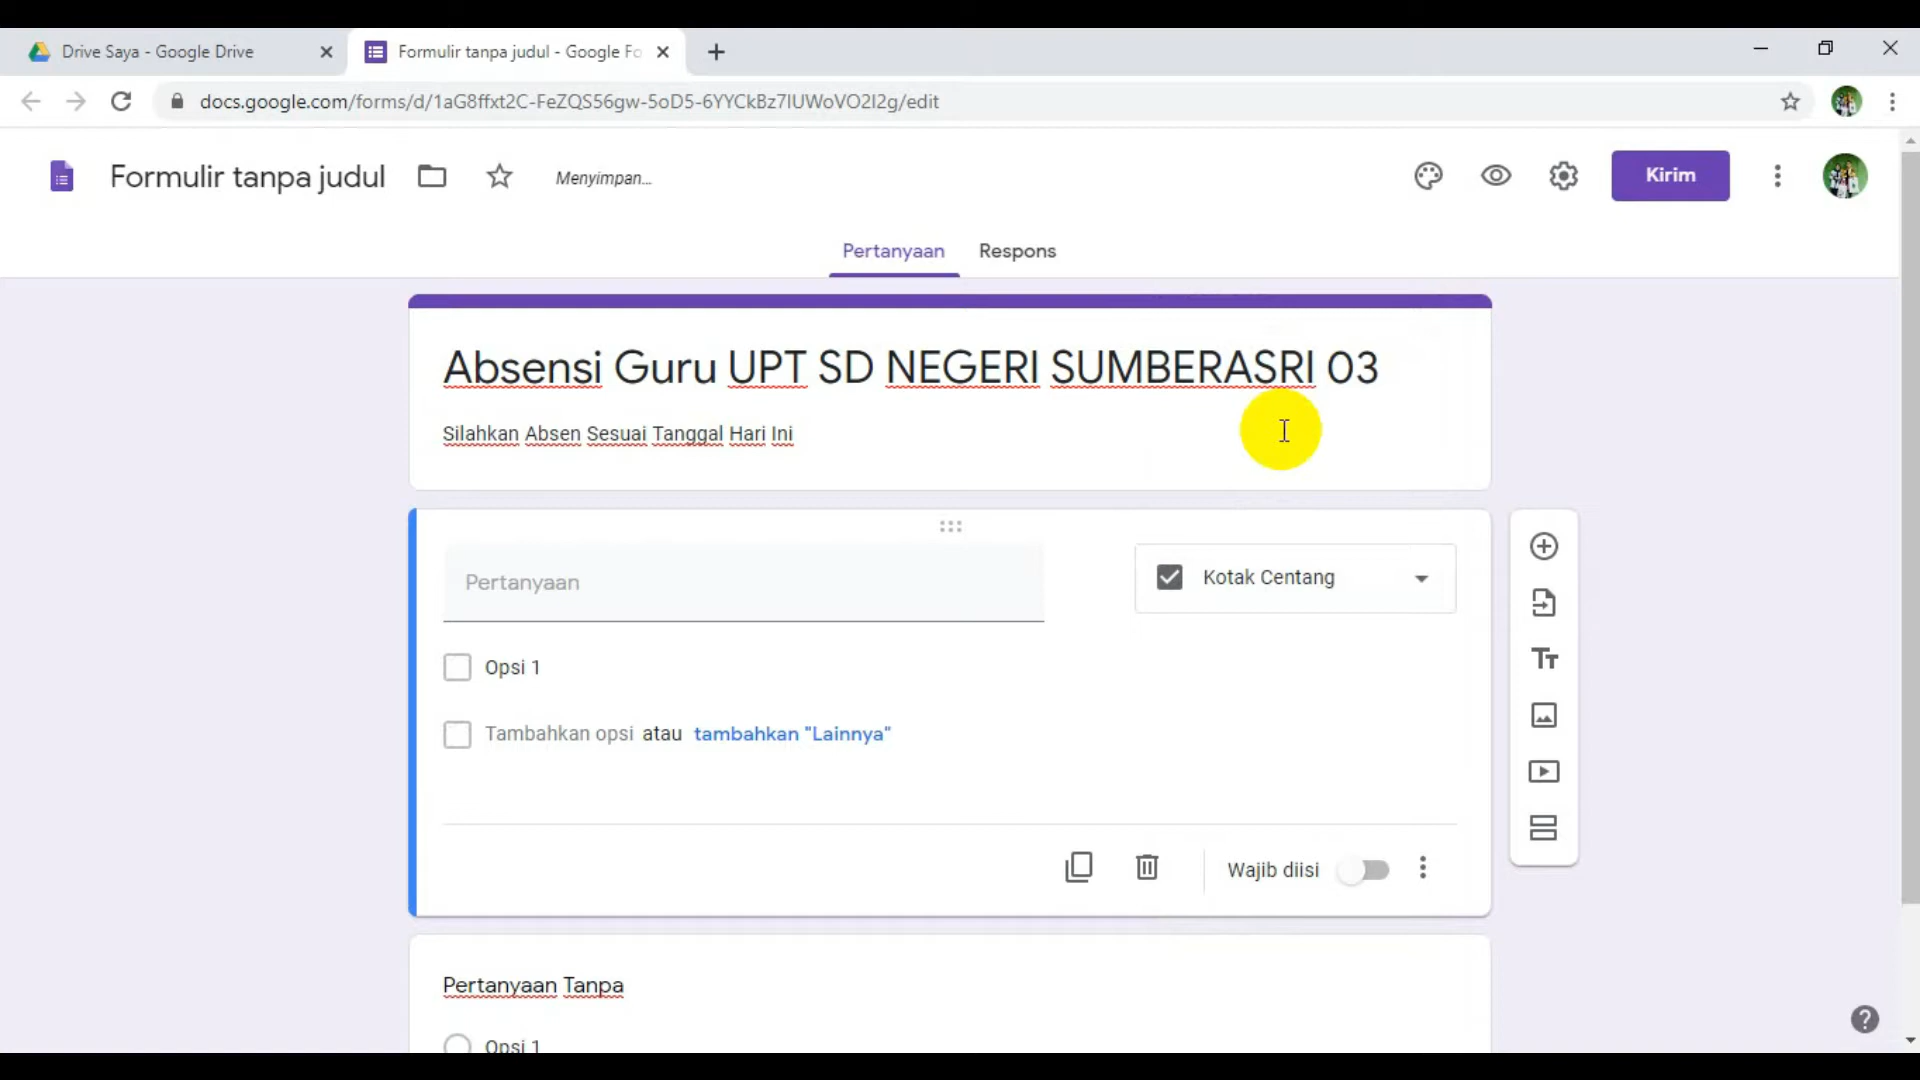 Drive Saya - Google Drive
Formulir tanpa judul - Google Fo
docs.google.com/forms/d/1aG8ffxt2C-FeZQS56gw-5oD5-6YYCkBz7IUWoVO2I2g/edit
Formulir tanpa judul
Menyimpan...
Kirim
Pertanyaan
Respons
Absensi Guru UPT SD NEGERI SUMBERASRI 03
Silahkan Absen Sesuai Tanggal Hari Ini
Pertanyaan
Kotak Centang
Opsi 1
Tambahkan opsi atau tambahkan "Lainnya"
Wajib diisi
Pertanyaan Tanpa
Opsi 1